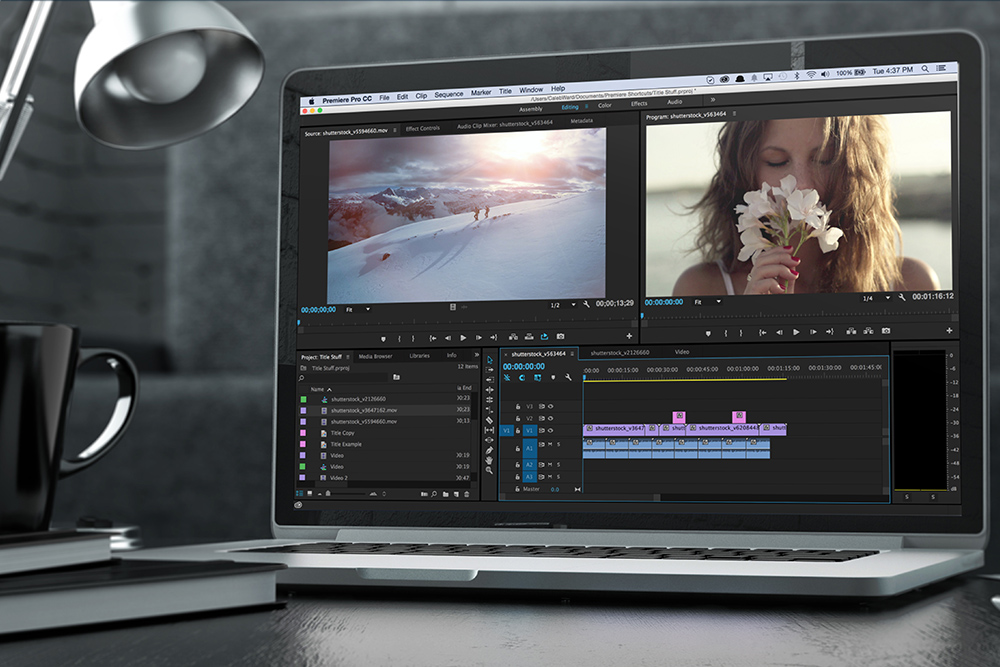 Premiere Pro CC File Edit Clip Sequence Marker Title Window Help 100% Tue 4:37 PM
/Users/CalebWard/Documents/Premiere Shortcuts/Title Stuff.prproj *
Assembly Editing Color Effects Audio »
Source: shutterstock_v5594660.mov Effect Controls Audio Clip Mixer: shutterstock_v563464 Metadata
Program: shutterstock_v563464
00;00;00;00 Fit 1/2 00;00;13;29
00:00:00:00 Fit 1/4 00:01:16:12
Project: Title Stuff Media Browser Libraries Info »
Title Stuff.prproj
12 Items
Name
shutterstock_v2126660 30:23
shutterstock_v3647162.mov 30:23
shutterstock_v5594660.mov
Title Copy
Title Example
Video 30:19
Video 30:19
Video 2 30:47
× shutterstock_v563464 shutterstock_v2126660 Video
00:00:00:00
:00:00 00:00:15:00 00:00:30:00 00:00:45:00 00:01:00:00 00:01:15:00 00:01:30:00 00:01:45:00
V3
V2
V1 V1 shutterstock_v3647 shutt shutterstock_v620844 shutt
A1 M S
A2 M S
A3 M S
Master 0.0
0
-6
-12
-18
-24
-30
-36
-42
-48
-54
dB
S S